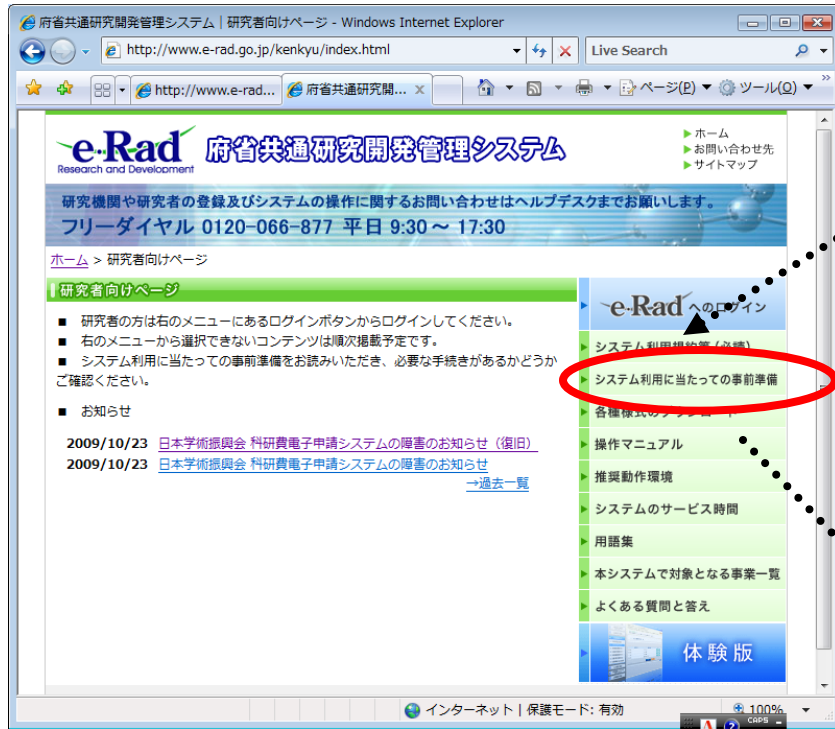 府省共通研究開発管理システム | 研究者向けページ - Windows Internet Explorer
http://www.e-rad.go.jp/kenkyu/index.html
Live Search
http://www.e-rad... 府省共通研究開... X ページ(P) ツール(O) »
e-Rad
Research and Development
府省共通研究開発管理システム
ホーム
お問い合わせ先
サイトマップ
研究機関や研究者の登録及びシステムの操作に関するお問い合わせはヘルプデスクまでお願いします。
フリーダイヤル 0120-066-877 平日 9:30 ～ 17:30
ホーム > 研究者向けページ
研究者向けページ
■ 研究者の方は右のメニューにあるログインボタンからログインしてください。
■ 右のメニューから選択できないコンテンツは順次掲載予定です。
■ システム利用に当たっての事前準備をお読みいただき、必要な手続きがあるかどうか
ご確認ください。
■ お知らせ
2009/10/23 日本学術振興会 科研費電子申請システムの障害のお知らせ（復旧）
2009/10/23 日本学術振興会 科研費電子申請システムの障害のお知らせ
→過去一覧
e-Rad へのログイン
システム利用規約等（必読）
システム利用に当たっての事前準備
各種様式のダウンロード
操作マニュアル
推奨動作環境
システムのサービス時間
用語集
本システムで対象となる事業一覧
よくある質問と答え
体験版
インターネット | 保護モード: 有効
100%
A
CAPS